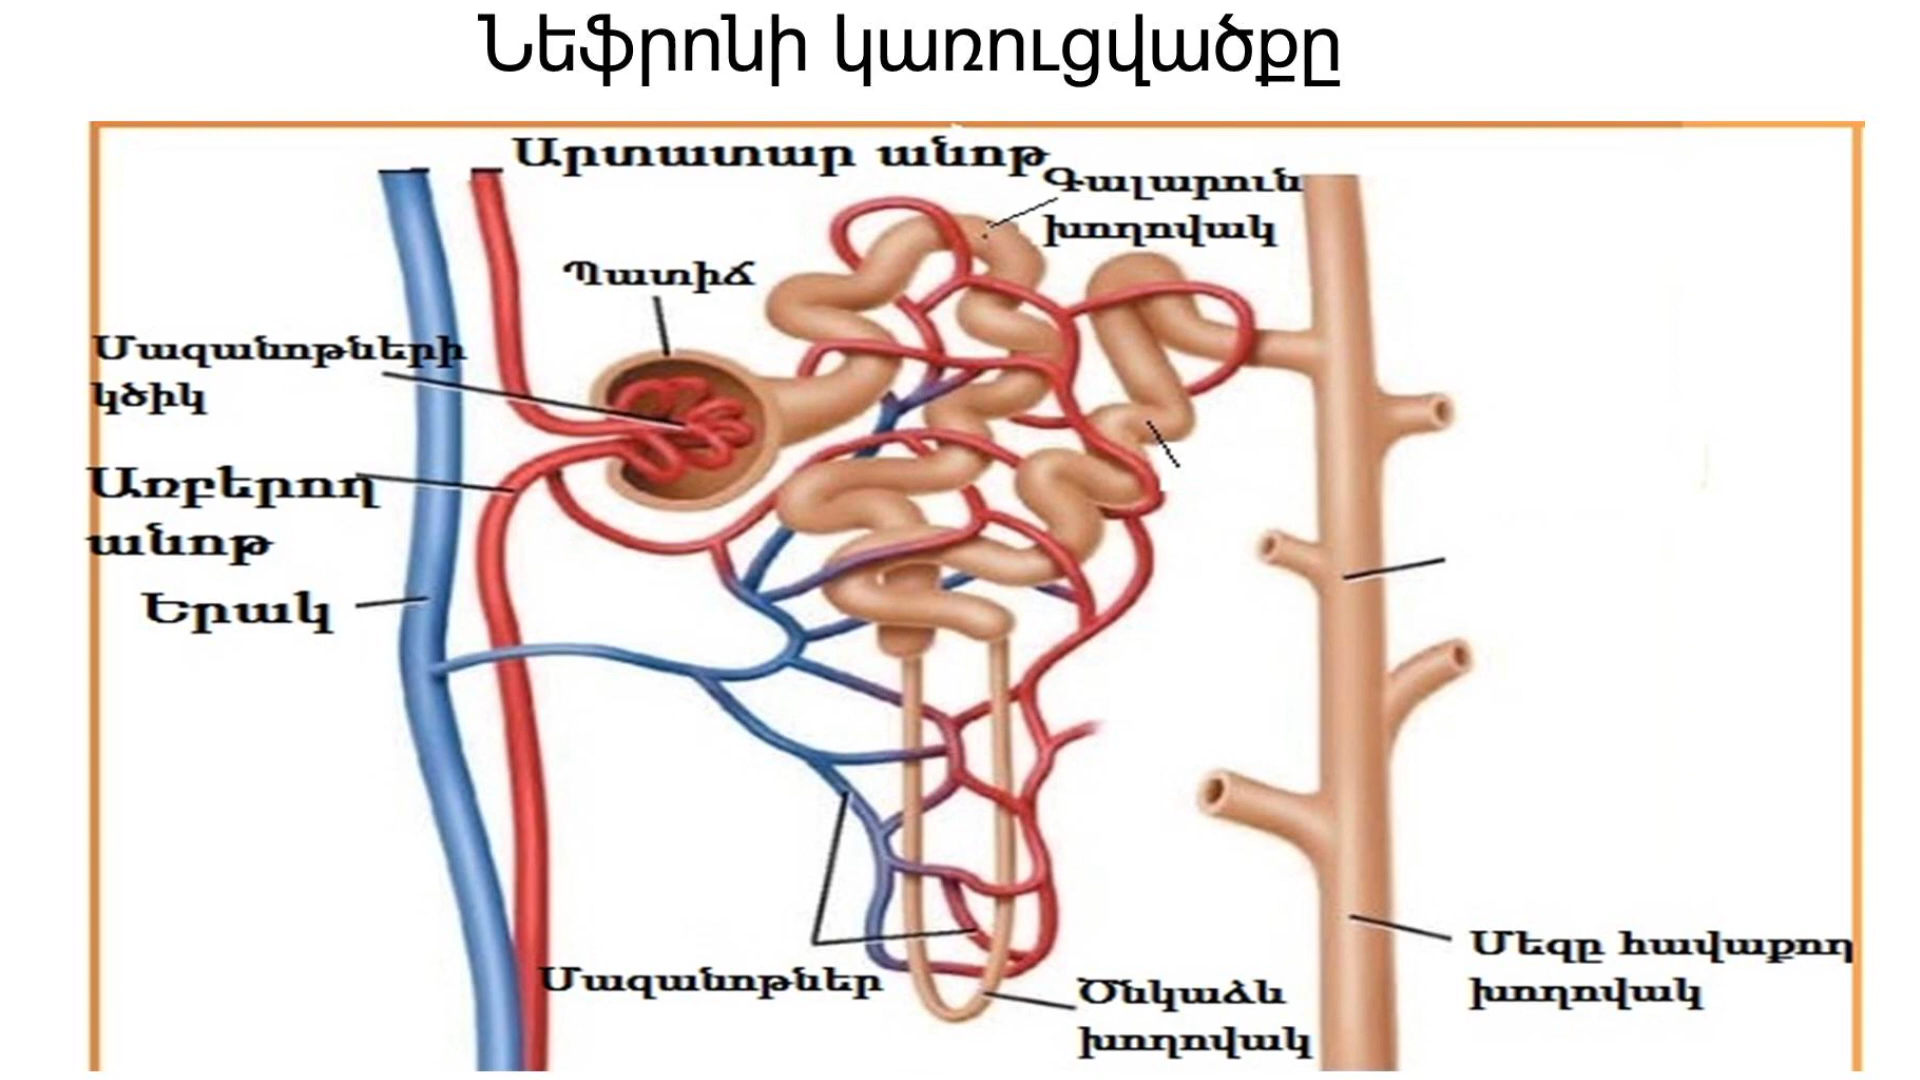 Նեֆրոնի կառուցվածքը
Արտատար անոթ
Գալարուն
խողովակ
Պատիճ
Մազանոթների
կծիկ
Առբերող
անոթ
Երակ
Մազանոթներ
Ծնկաձև
խողովակ
Մեզը հավաքող
խողովակ